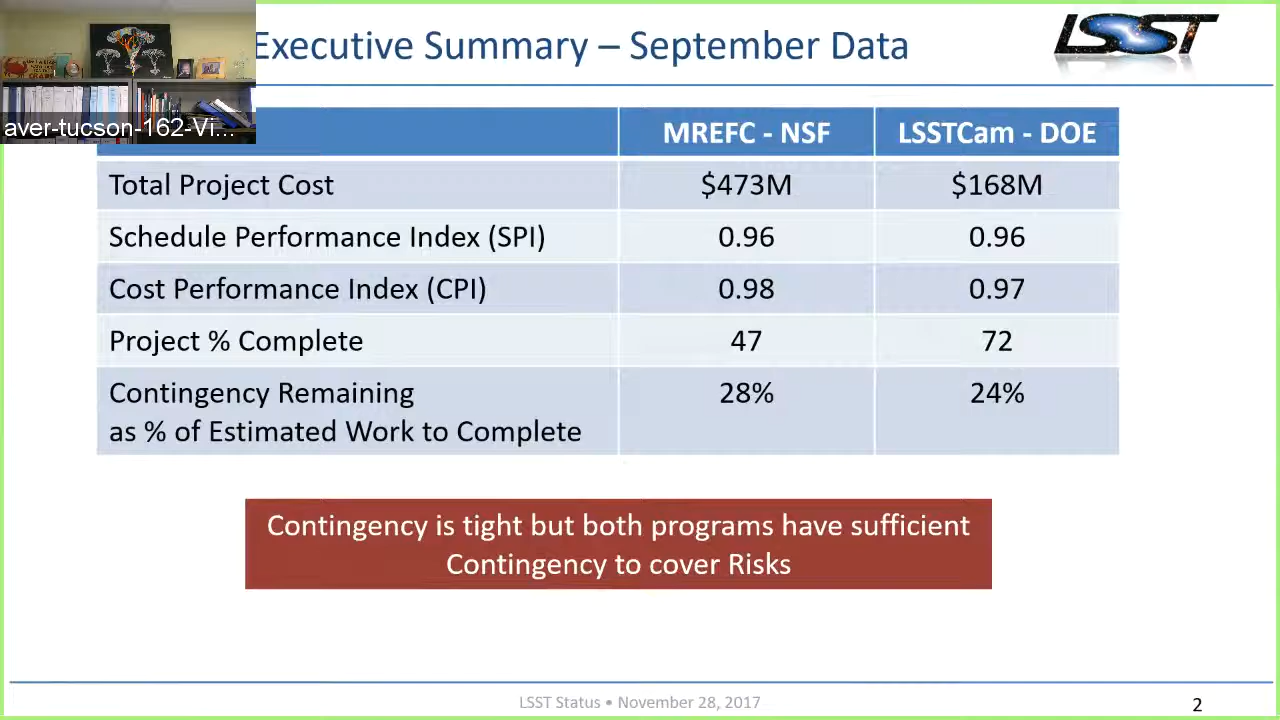 Executive Summary – September Data
LSST
aver-tucson-162-Vi...
MREFC - NSF LSSTCam - DOE
Total Project Cost $473M $168M
Schedule Performance Index (SPI) 0.96 0.96
Cost Performance Index (CPI) 0.98 0.97
Project % Complete 47 72
Contingency Remaining 28% 24%
as % of Estimated Work to Complete
Contingency is tight but both programs have sufficient
Contingency to cover Risks
LSST Status • November 28, 2017
2